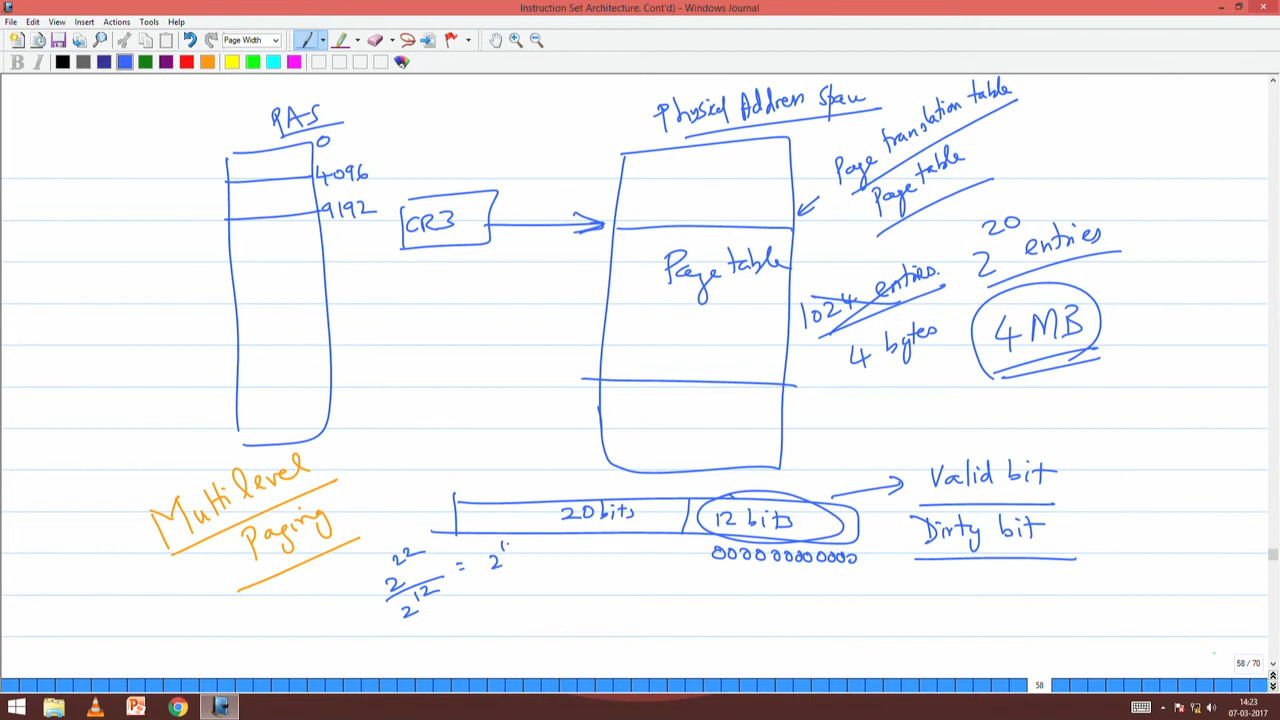 Instruction Set Architecture. Cont'd) - Windows Journal
File Edit View Insert Actions Tools Help
Page Width
B I
PAS
0
4096
9192
CR3
Physical Address Space
Page table
Page translation table
Page table
1024 entries.
4 bytes
2^20 entries
4 MB
Multilevel
Paging
20bits 12 bits
000000000000
Valid bit
Dirty bit
2^22 / 2^12 = 2^1
58 / 70
58
14:23
07-03-2017